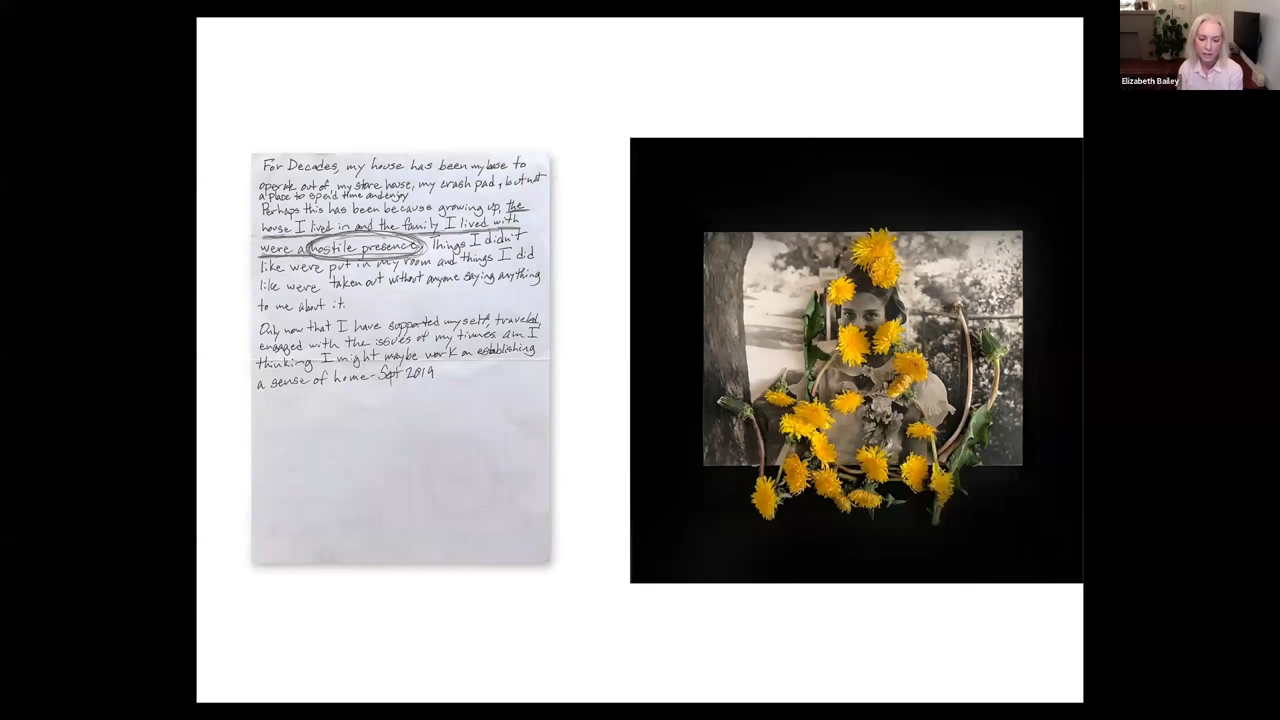 For Decades, my house has been my base to
operate out of, my store house, my crash pad, but not
a place to spend time and enjoy
Perhaps this has been because growing up, the
house I lived in and the family I lived with
were a hostile presence. Things I didn't
like were put in my room and things I did
like were taken out without anyone saying anything
to me about it.
Only now that I have supported myself, traveled,
engaged with the issues of my times am I
thinking I might maybe work on establishing
a sense of home - Sept 2019
Elizabeth Bailey